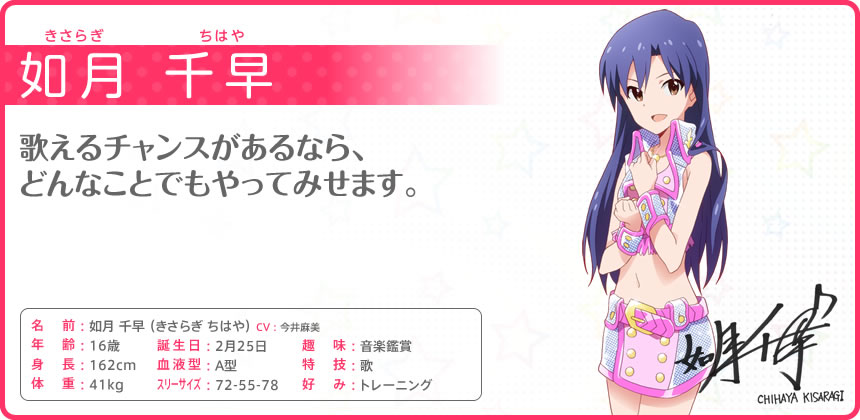 きさらぎ ちはや
如月 千早
歌えるチャンスがあるなら、
どんなことでもやってみせます。
名 前：如月 千早 (きさらぎ ちはや) CV：今井麻美
年 齢：16歳 誕生日：2月25日 趣 味：音楽鑑賞
身 長：162cm 血液型：A型 特 技：歌
体 重：41kg スリーサイズ：72-55-78 好 み：トレーニング
如月千早
CHIHAYA KISARAGI